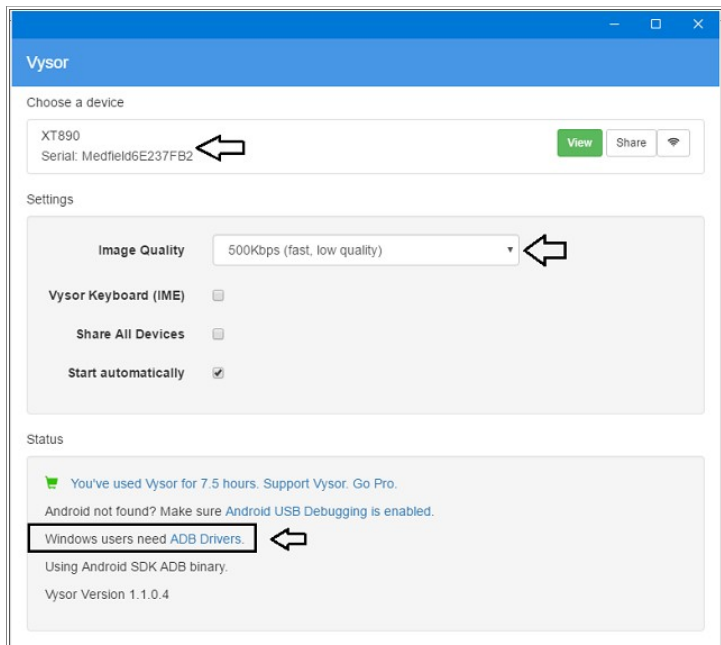 Vysor
Choose a device
XT890
Serial: Medfield6E237FB2
View
Share
Settings
Image Quality
500Kbps (fast, low quality)
Vysor Keyboard (IME)
Share All Devices
Start automatically
Status
You've used Vysor for 7.5 hours. Support Vysor. Go Pro.
Android not found? Make sure Android USB Debugging is enabled.
Windows users need ADB Drivers.
Using Android SDK ADB binary.
Vysor Version 1.1.0.4